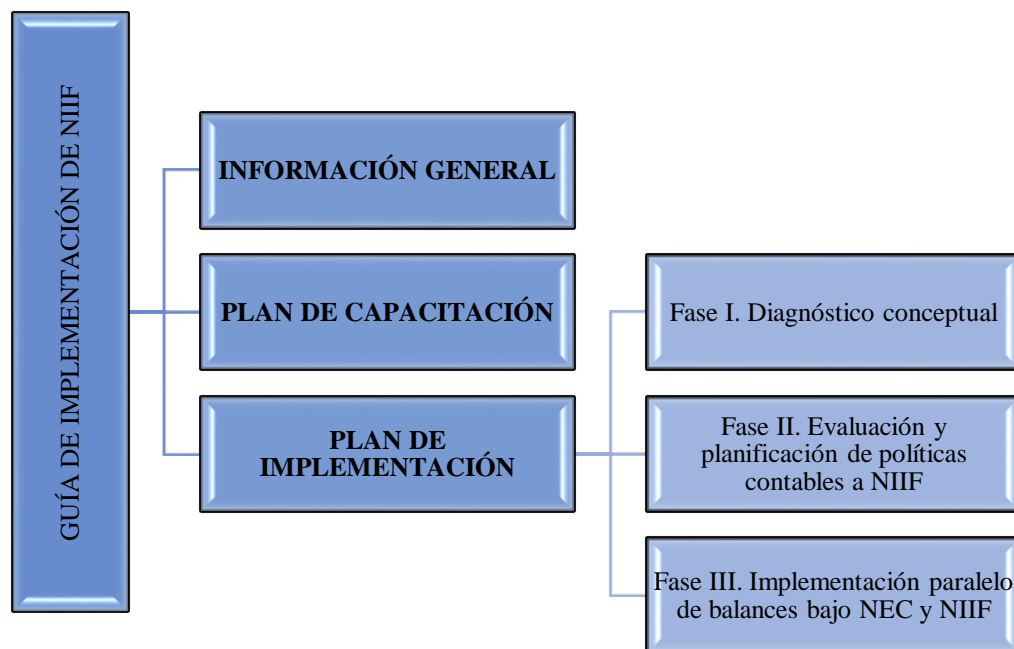 GUÍA DE IMPLEMENTACIÓN DE NIIF
INFORMACIÓN GENERAL
PLAN DE CAPACITACIÓN
PLAN DE
IMPLEMENTACIÓN
Fase I. Diagnóstico conceptual
Fase II. Evaluación y
planificación de políticas
contables a NIIF
Fase III. Implementación paralelo
de balances bajo NEC y NIIF